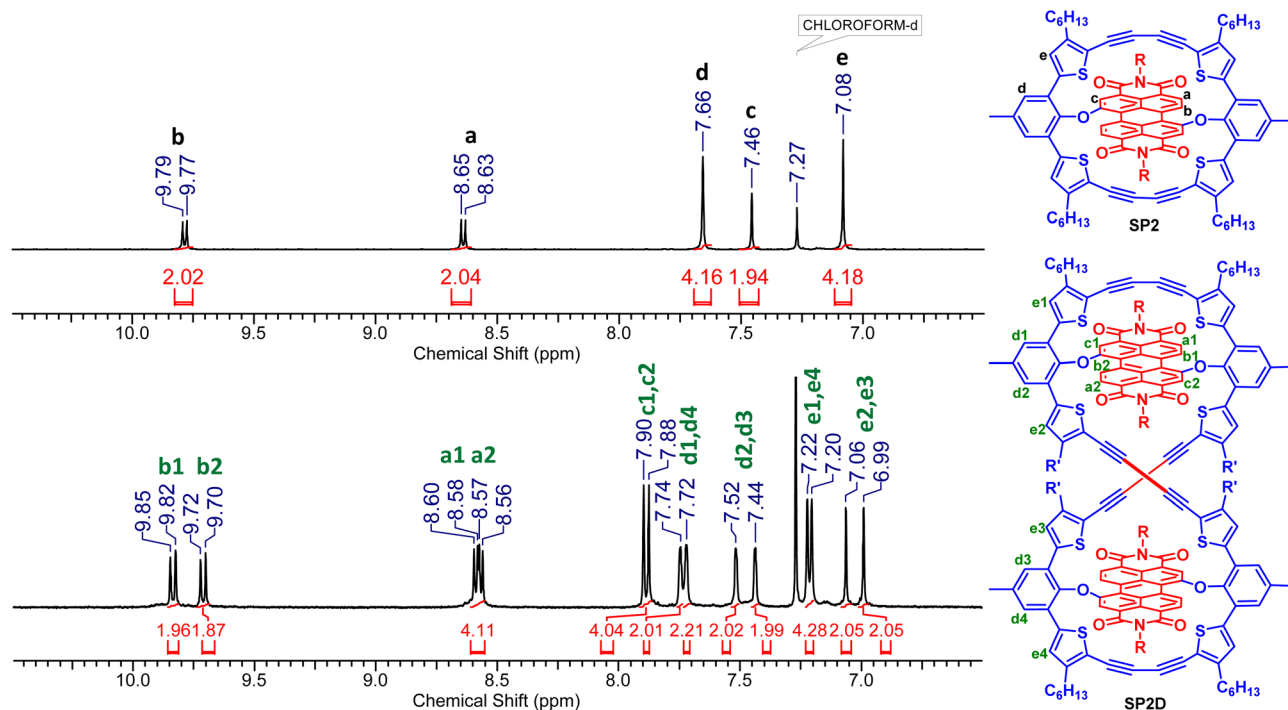 CHLOROFORM-d
b
9.79
9.77
a
8.65
8.63
d
7.66
c
7.46
7.27
e
7.08
2.02
2.04
4.16
1.94
4.18
10.0
9.5
9.0
8.5
8.0
7.5
7.0
Chemical Shift (ppm)
b1
b2
9.85
9.82
9.72
9.70
a1 a2
8.60
8.58
8.57
8.56
c1,c2
7.90
7.88
d1,d4
7.74
7.72
d2,d3
7.52
7.44
e1,e4
7.22
7.20
e2,e3
7.06
6.99
1.96
1.87
4.11
4.04
2.01
2.21
2.02
1.99
4.28
2.05
2.05
10.0
9.5
9.0
8.5
8.0
7.5
7.0
Chemical Shift (ppm)
C6H13
C6H13
e
S
S
R
O N O
d
c
a
b
O
O
O N O
R
S
S
C6H13
C6H13
SP2
C6H13
C6H13
e1
S
S
R
O N O
d1
c1
a1
b1
O
b2
O
d2
a2
c2
O N O
R
S
S
e2
R'
R'
R'
R'
e3
S
S
R
d3
O N O
O
O
d4
O N O
R
S
S
e4
C6H13
C6H13
SP2D